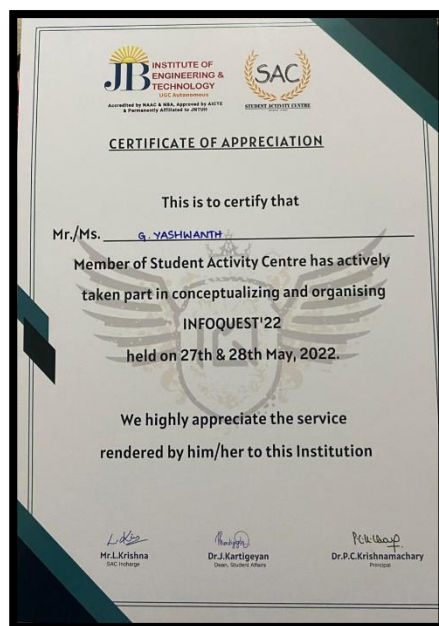 JB INSTITUTE OF
ENGINEERING &
TECHNOLOGY
UGC Autonomous
Accredited by NAAC & NBA, Approved by AICTE
& Permanently Affiliated to JNTUH
SAC
STUDENT ACTIVITY CENTRE
CERTIFICATE OF APPRECIATION
This is to certify that
Mr./Ms. G. YASHWANTH
Member of Student Activity Centre has actively
taken part in conceptualizing and organising
INFOQUEST'22
held on 27th & 28th May, 2022.
We highly appreciate the service
rendered by him/her to this Institution
Mr.L.Krishna
SAC Incharge
Dr.J.Kartigeyan
Dean, Student Affairs
Dr.P.C.Krishnamachary
Principal